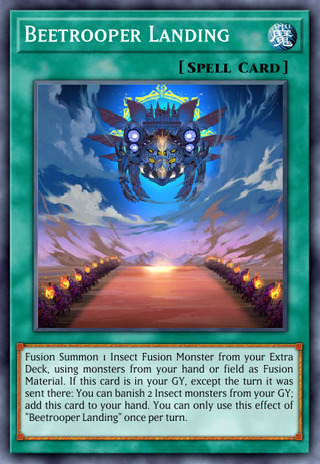 Beetrooper Landing
[Spell Card]
Fusion Summon 1 Insect Fusion Monster from your Extra
Deck, using monsters from your hand or field as Fusion
Material. If this card is in your GY, except the turn it was
sent there: You can banish 2 Insect monsters from your GY;
add this card to your hand. You can only use this effect of
"Beetrooper Landing" once per turn.